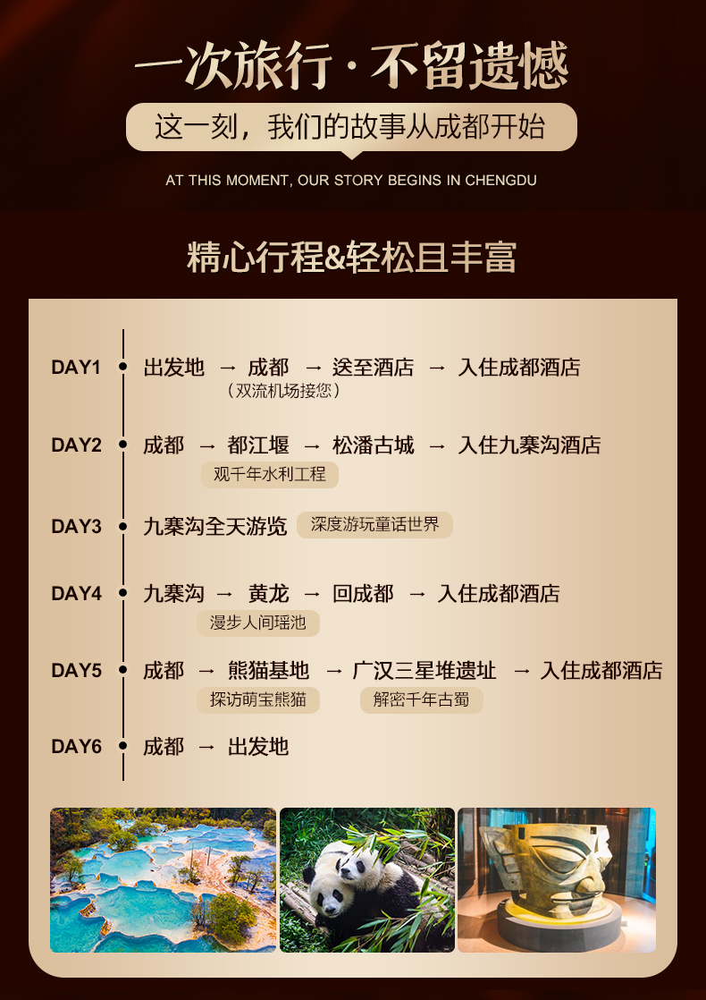 一次旅行·不留遗憾
这一刻，我们的故事从成都开始
AT THIS MOMENT, OUR STORY BEGINS IN CHENGDU
精心行程&轻松且丰富
DAY1 出发地 → 成都 → 送至酒店 → 入住成都酒店
（双流机场接您）
DAY2 成都 → 都江堰 → 松潘古城 → 入住九寨沟酒店
观千年水利工程
DAY3 九寨沟全天游览 深度游玩童话世界
DAY4 九寨沟 → 黄龙 → 回成都 → 入住成都酒店
漫步人间瑶池
DAY5 成都 → 熊猫基地 → 广汉三星堆遗址 → 入住成都酒店
探访萌宝熊猫 解密千年古蜀
DAY6 成都 → 出发地